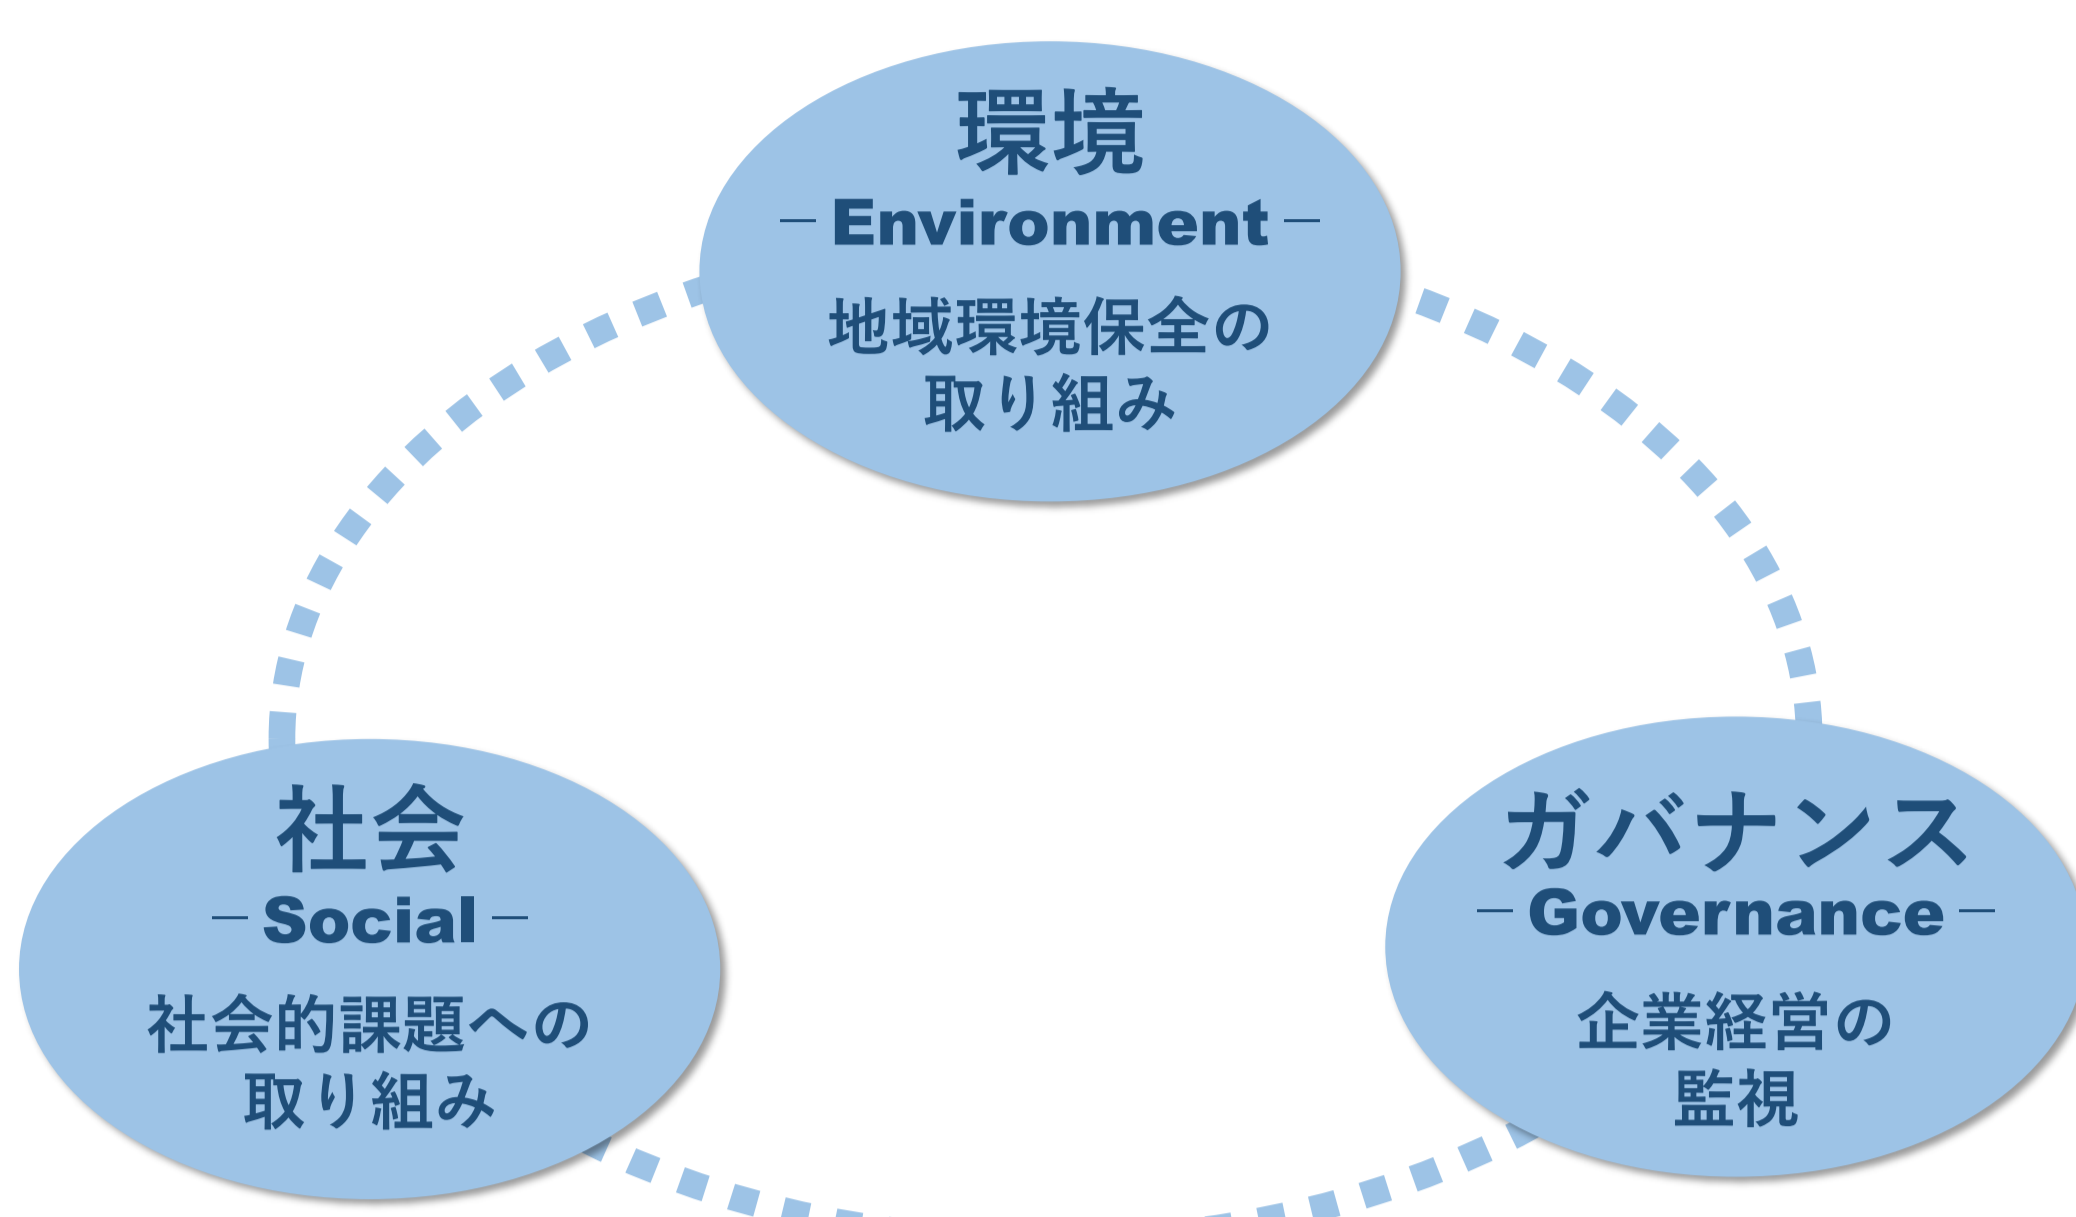 環境
― Environment ―
地域環境保全の
取り組み
社会
― Social ―
社会的課題への
取り組み
ガバナンス
― Governance ―
企業経営の
監視